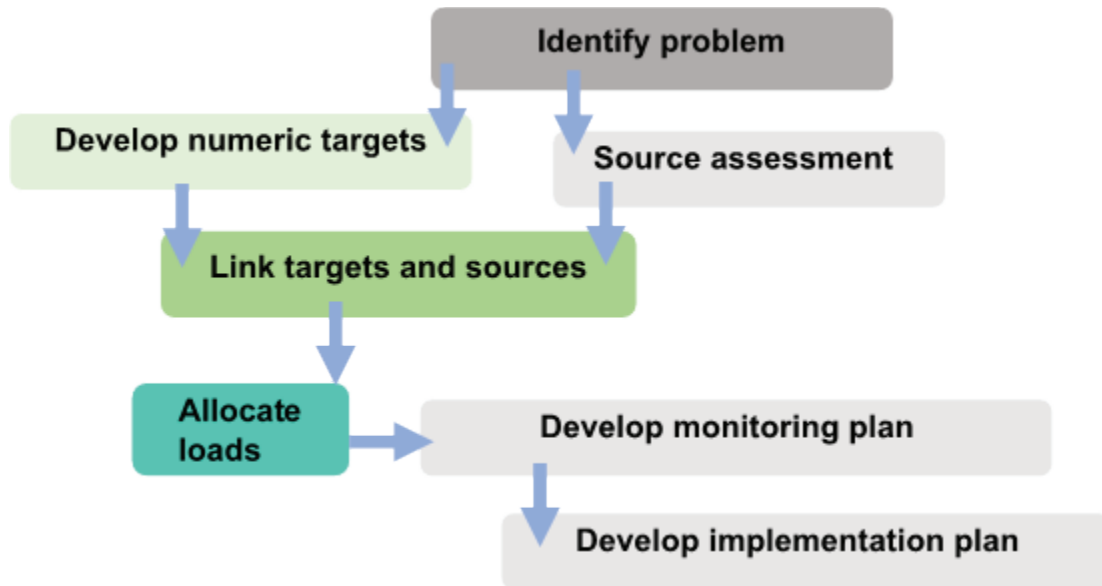 Identify problem
Develop numeric targets
Source assessment
Link targets and sources
Allocate
loads
Develop monitoring plan
Develop implementation plan